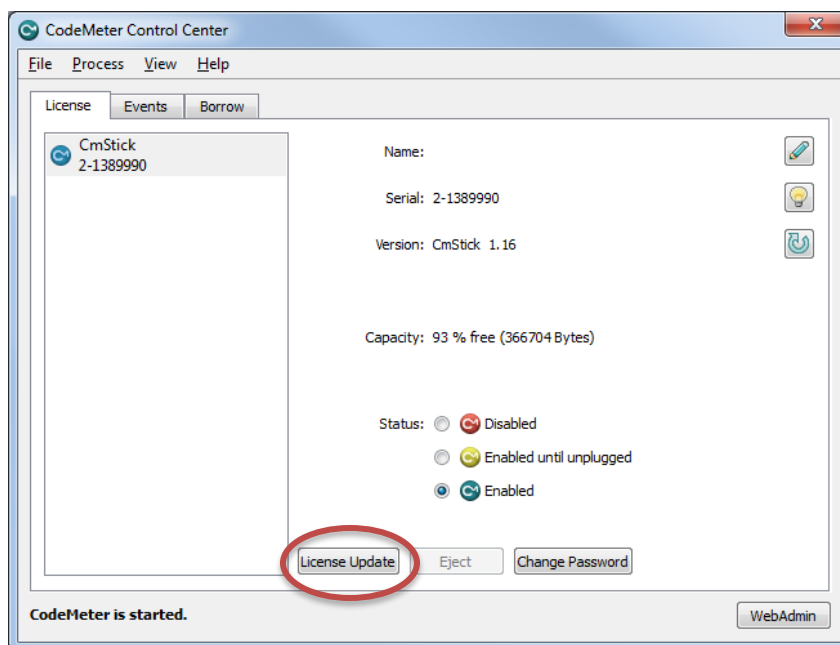 CodeMeter Control Center
File Process View Help
License Events Borrow
CmStick
2-1389990
Name:
Serial: 2-1389990
Version: CmStick 1.16
Capacity: 93 % free (366704 Bytes)
Status: Disabled
Enabled until unplugged
Enabled
License Update Eject Change Password
CodeMeter is started.
WebAdmin